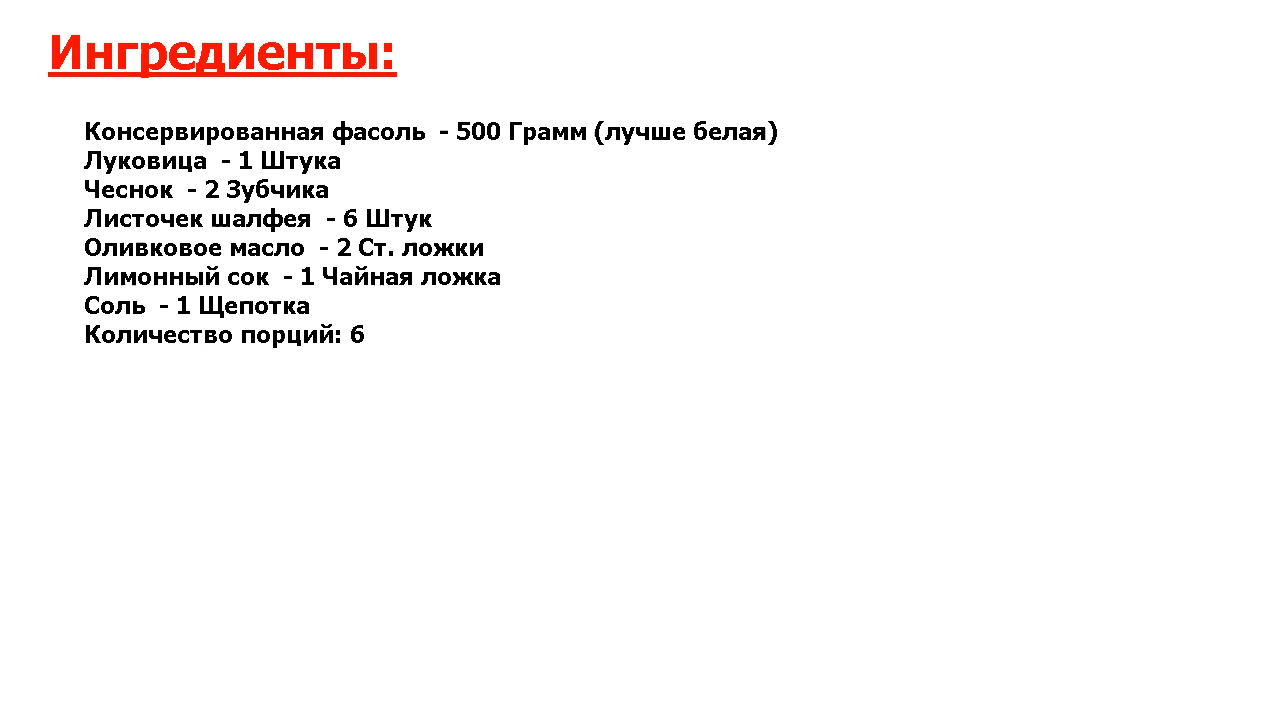 Ингредиенты:
Консервированная фасоль  - 500 Грамм (лучше белая)
Луковица  - 1 Штука
Чеснок  - 2 Зубчика
Листочек шалфея  - 6 Штук
Оливковое масло  - 2 Ст. ложки
Лимонный сок  - 1 Чайная ложка
Соль  - 1 Щепотка
Количество порций: 6